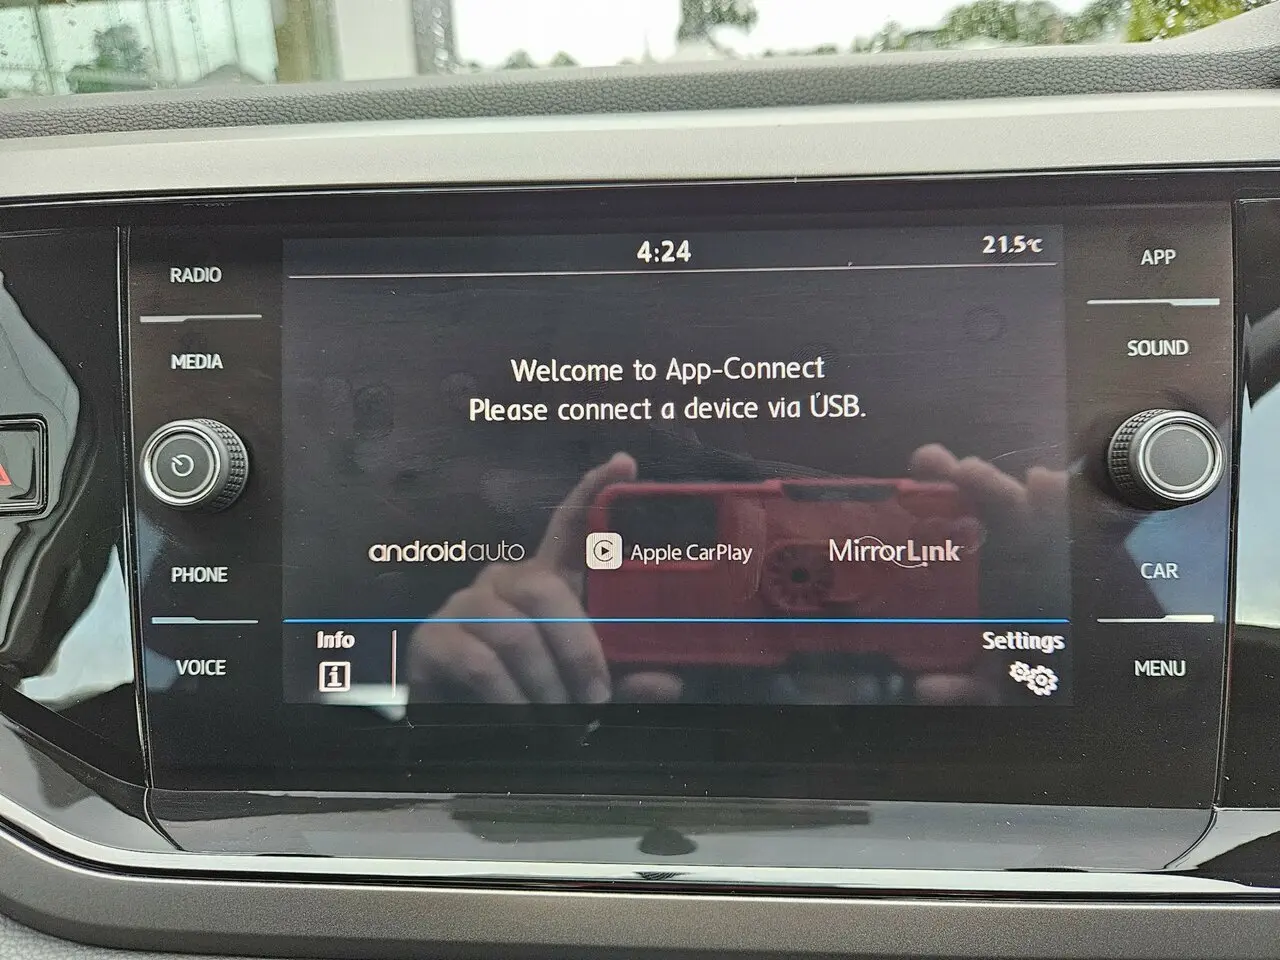 4:24
21.5°C
RADIO
MEDIA
PHONE
VOICE
Welcome to App-Connect
Please connect a device via USB.
androidauto
Apple CarPlay
MirrorLink
Info
i
Settings
APP
SOUND
CAR
MENU